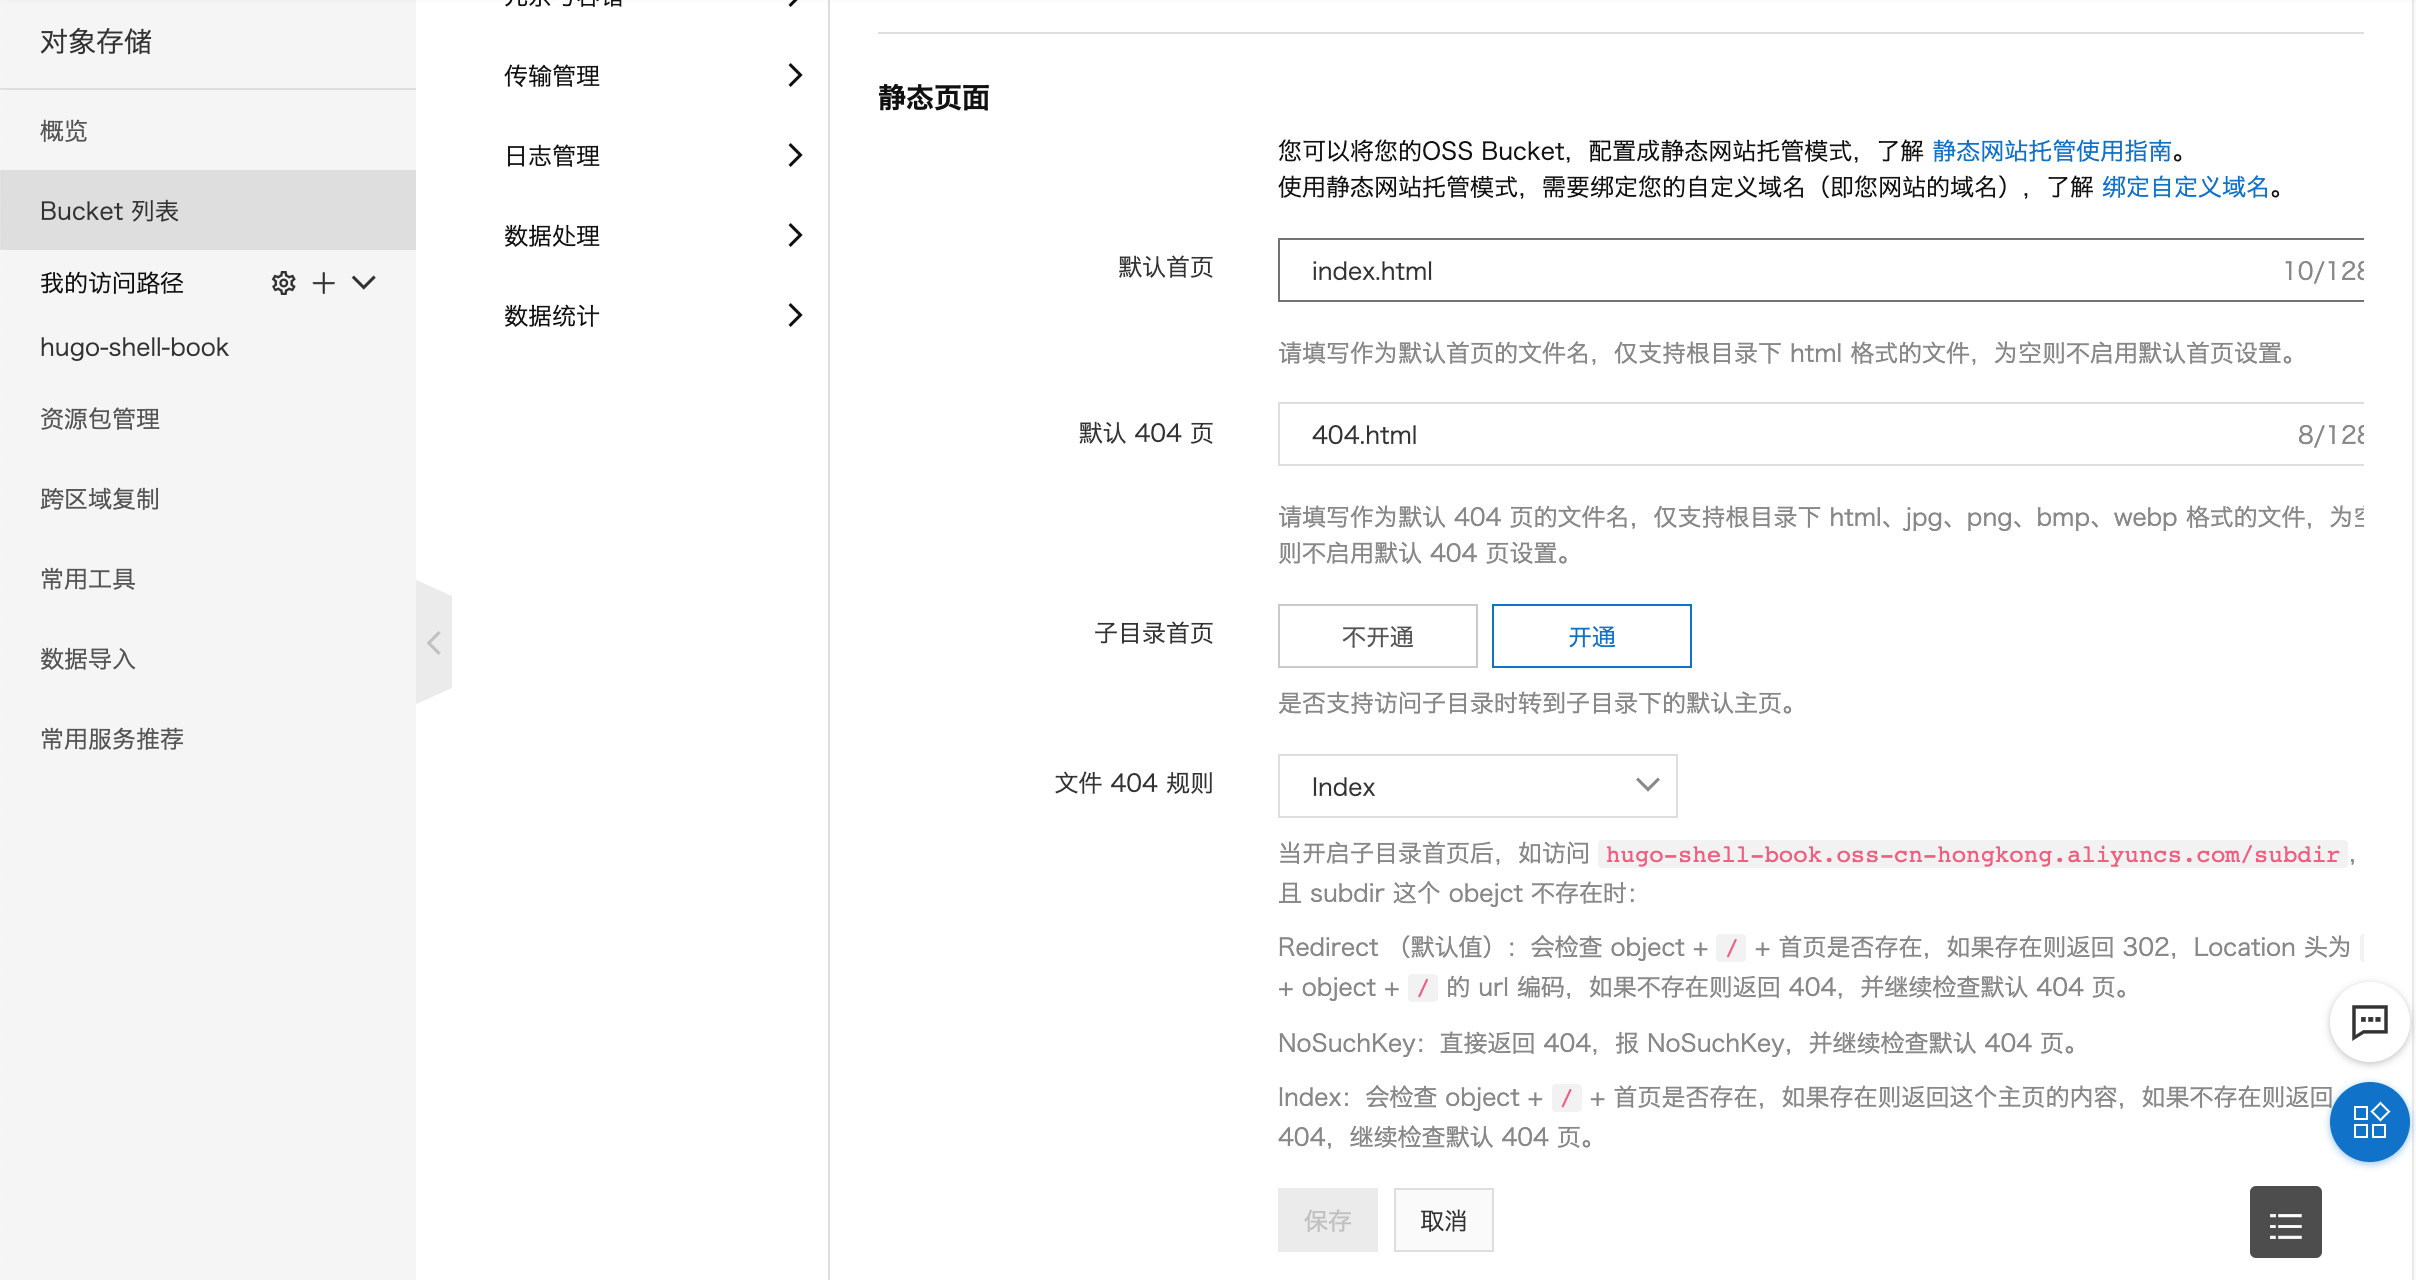 对象存储
概览
Bucket 列表
我的访问路径
hugo-shell-book
资源包管理
跨区域复制
常用工具
数据导入
常用服务推荐
传输管理
日志管理
数据处理
数据统计
静态页面
您可以将您的OSS Bucket，配置成静态网站托管模式，了解 静态网站托管使用指南。
使用静态网站托管模式，需要绑定您的自定义域名（即您网站的域名），了解 绑定自定义域名。
默认首页
index.html
10/128
请填写作为默认首页的文件名，仅支持根目录下 html 格式的文件，为空则不启用默认首页设置。
默认 404 页
404.html
8/128
请填写作为默认 404 页的文件名，仅支持根目录下 html、jpg、png、bmp、webp 格式的文件，为空
则不启用默认 404 页设置。
子目录首页
不开通
开通
是否支持访问子目录时转到子目录下的默认主页。
文件 404 规则
Index
当开启子目录首页后，如访问 hugo-shell-book.oss-cn-hongkong.aliyuncs.com/subdir，
且 subdir 这个 obejct 不存在时：
Redirect （默认值）：会检查 object + / + 首页是否存在，如果存在则返回 302，Location 头为
+ object + / 的 url 编码，如果不存在则返回 404，并继续检查默认 404 页。
NoSuchKey：直接返回 404，报 NoSuchKey，并继续检查默认 404 页。
Index：会检查 object + / + 首页是否存在，如果存在则返回这个主页的内容，如果不存在则返回
404，继续检查默认 404 页。
保存
取消